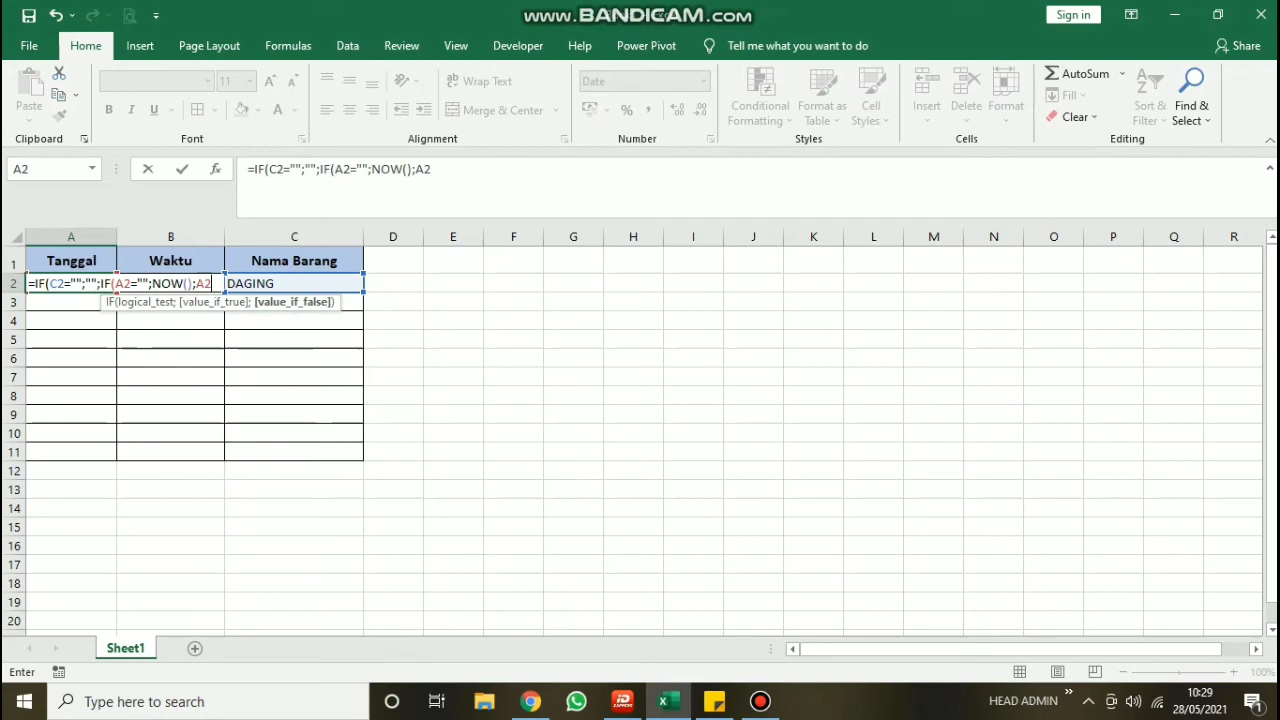 www.BANDICAM.com
Sign in
File Home Insert Page Layout Formulas Data Review View Developer Help Power Pivot Tell me what you want to do Share
Paste
11
Wrap Text
Merge & Center
B I U A
Date
%
Conditional Formatting
Format as Table
Cell Styles
Insert
Delete
Format
AutoSum
Fill
Clear
Sort & Filter
Find & Select
Clipboard Font Alignment Number Styles Cells Editing
A2 fx =IF(C2="";"";IF(A2="";NOW();A2
A B C D E F G H I J K L M N O P Q R
1 Tanggal Waktu Nama Barang
2 =IF(C2="";"";IF(A2="";NOW();A2 DAGING
3 IF(logical_test; [value_if_true]; [value_if_false])
4
5
6
7
8
9
10
11
12
13
14
15
16
17
18
19
20
Sheet1
Enter 100%
Type here to search
HEAD ADMIN
10:29
28/05/2021
1